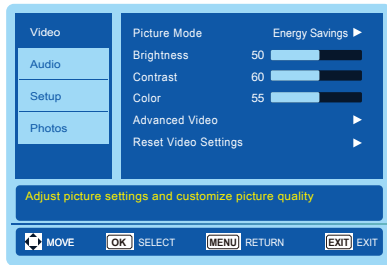 Video
Audio
Setup
Photos
Picture Mode Energy Savings
Brightness 50
Contrast 60
Color 55
Advanced Video
Reset Video Settings
Adjust picture settings and customize picture quality
MOVE OK SELECT MENU RETURN EXIT EXIT